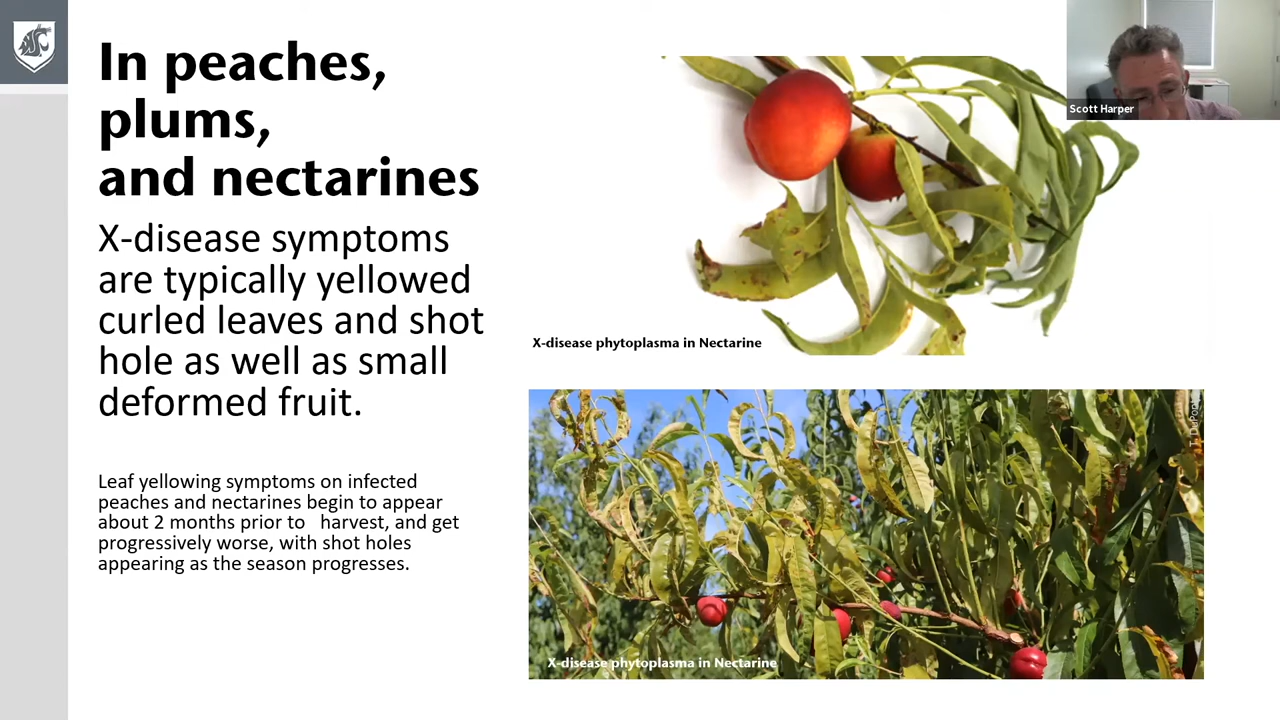 In peaches,
plums,
and nectarines
X-disease symptoms
are typically yellowed
curled leaves and shot
hole as well as small
deformed fruit.
Leaf yellowing symptoms on infected
peaches and nectarines begin to appear
about 2 months prior to harvest, and get
progressively worse, with shot holes
appearing as the season progresses.
Scott Harper
X-disease phytoplasma in Nectarine
X-disease phytoplasma in Nectarine